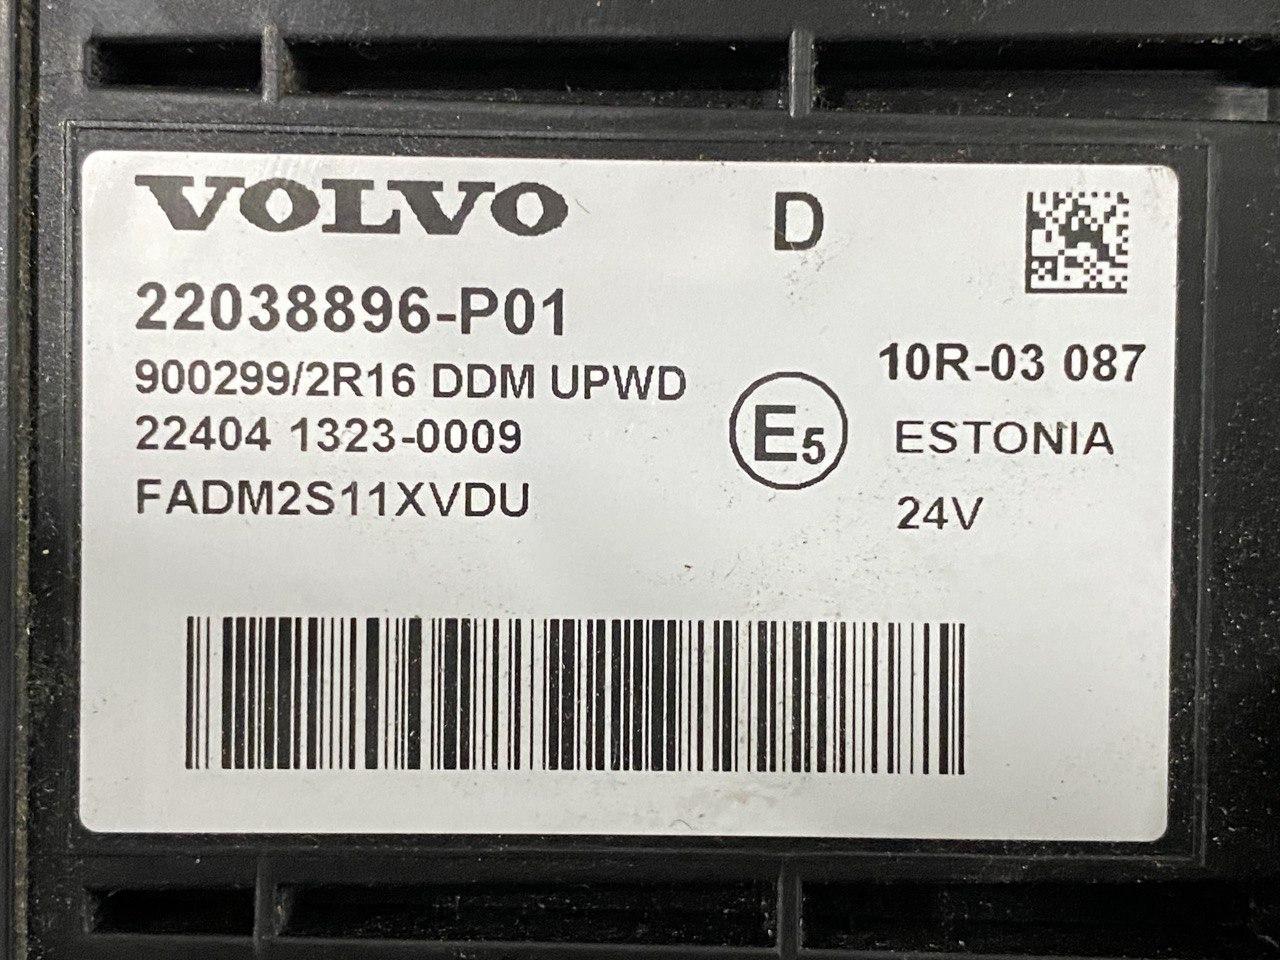 VOLVO
D
22038896-P01
900299/2R16 DDM UPWD
22404 1323-0009
FADM2S11XVDU
E5
10R-03 087
ESTONIA
24V